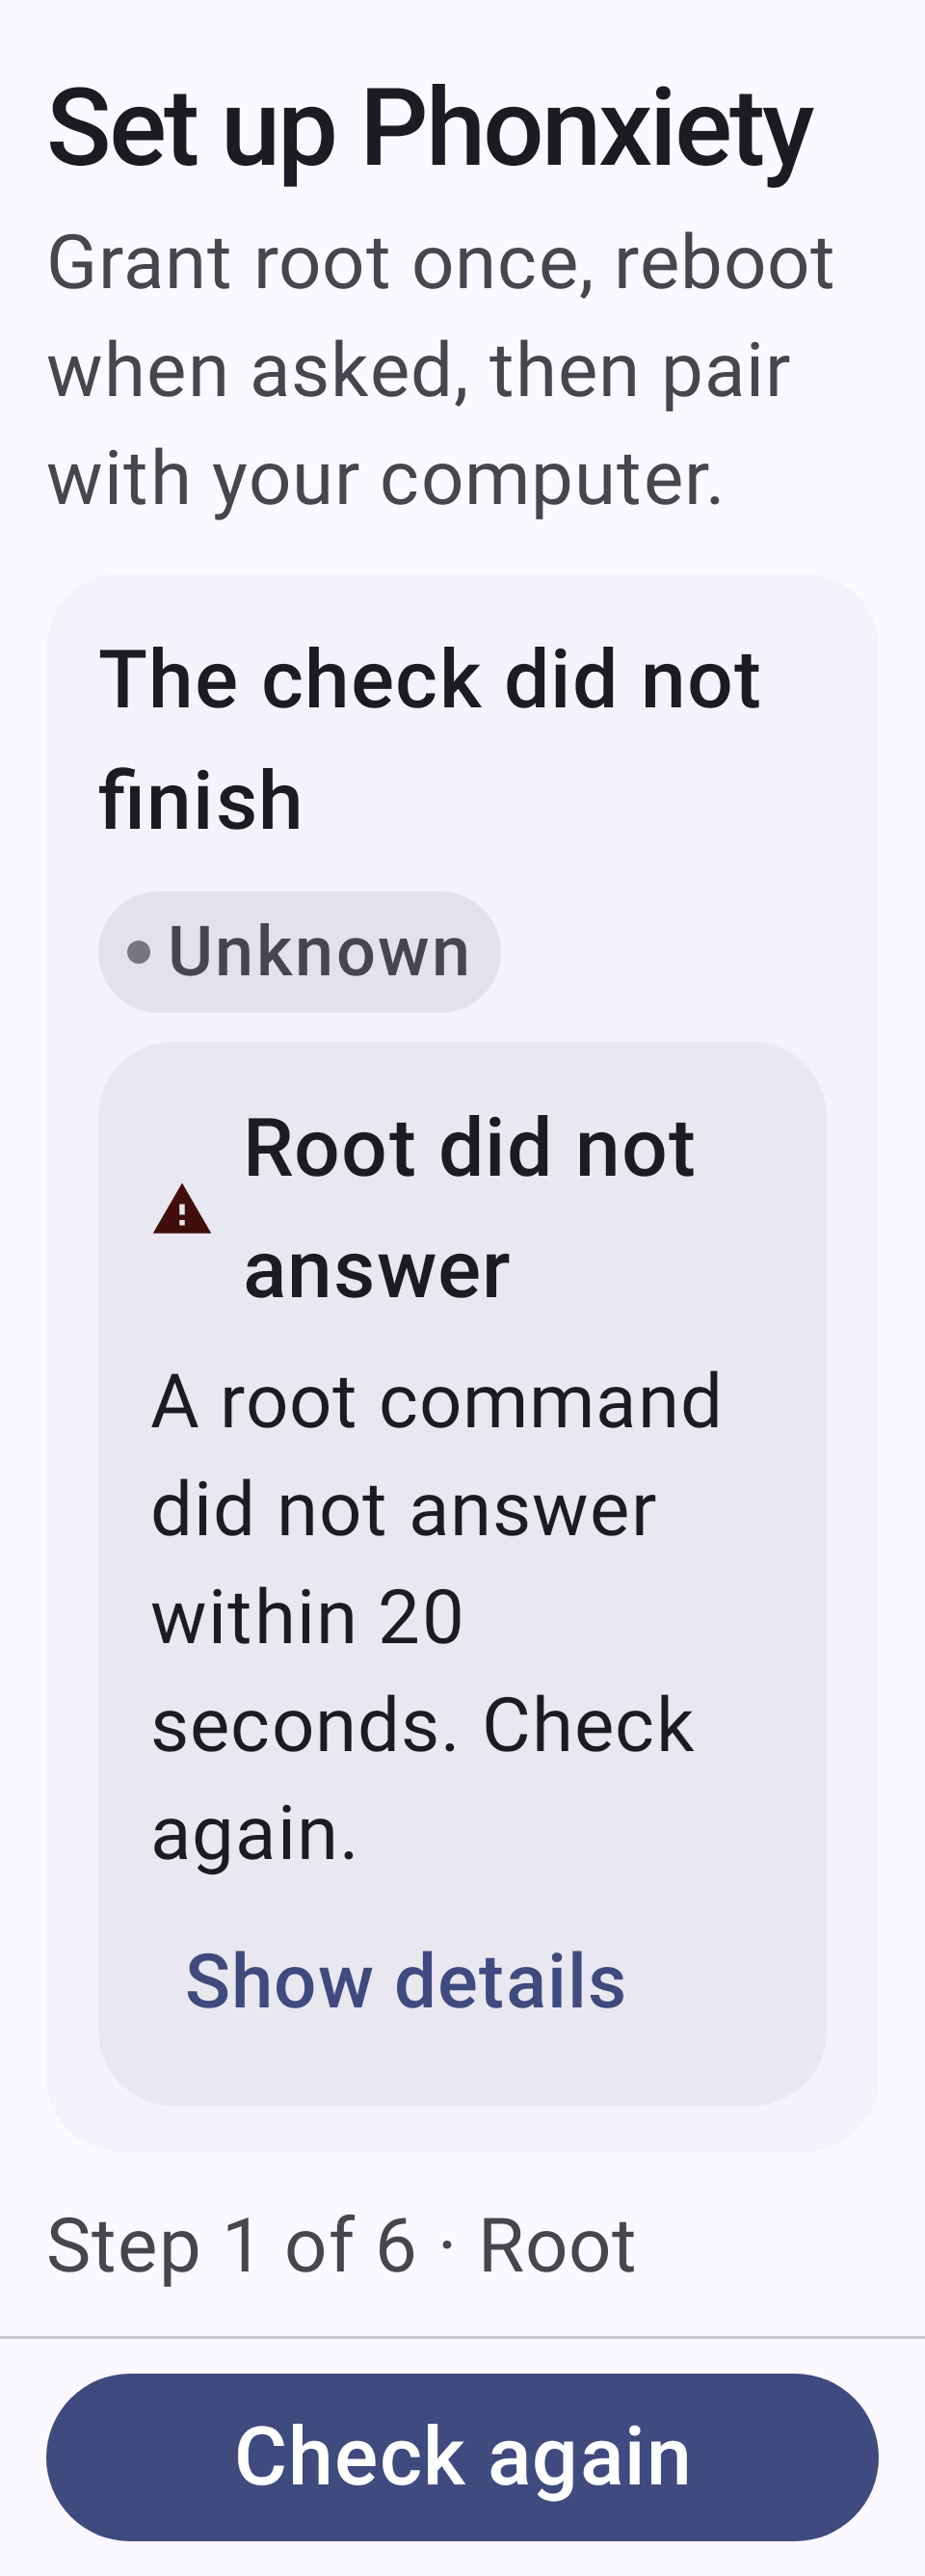 Set up Phonxiety
Grant root once, reboot
when asked, then pair
with your computer.
The check did not
finish
Unknown
Root did not
answer
A root command
did not answer
within 20
seconds. Check
again.
Show details
Step 1 of 6 · Root
Check again